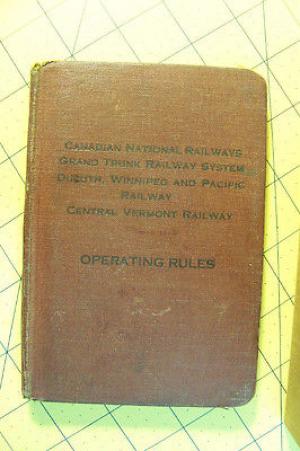 CANADIAN NATIONAL RAILWAYS
GRAND TRUNK RAILWAY SYSTEM
DULUTH, WINNIPEG AND PACIFIC
RAILWAY
CENTRAL VERMONT RAILWAY
OPERATING RULES